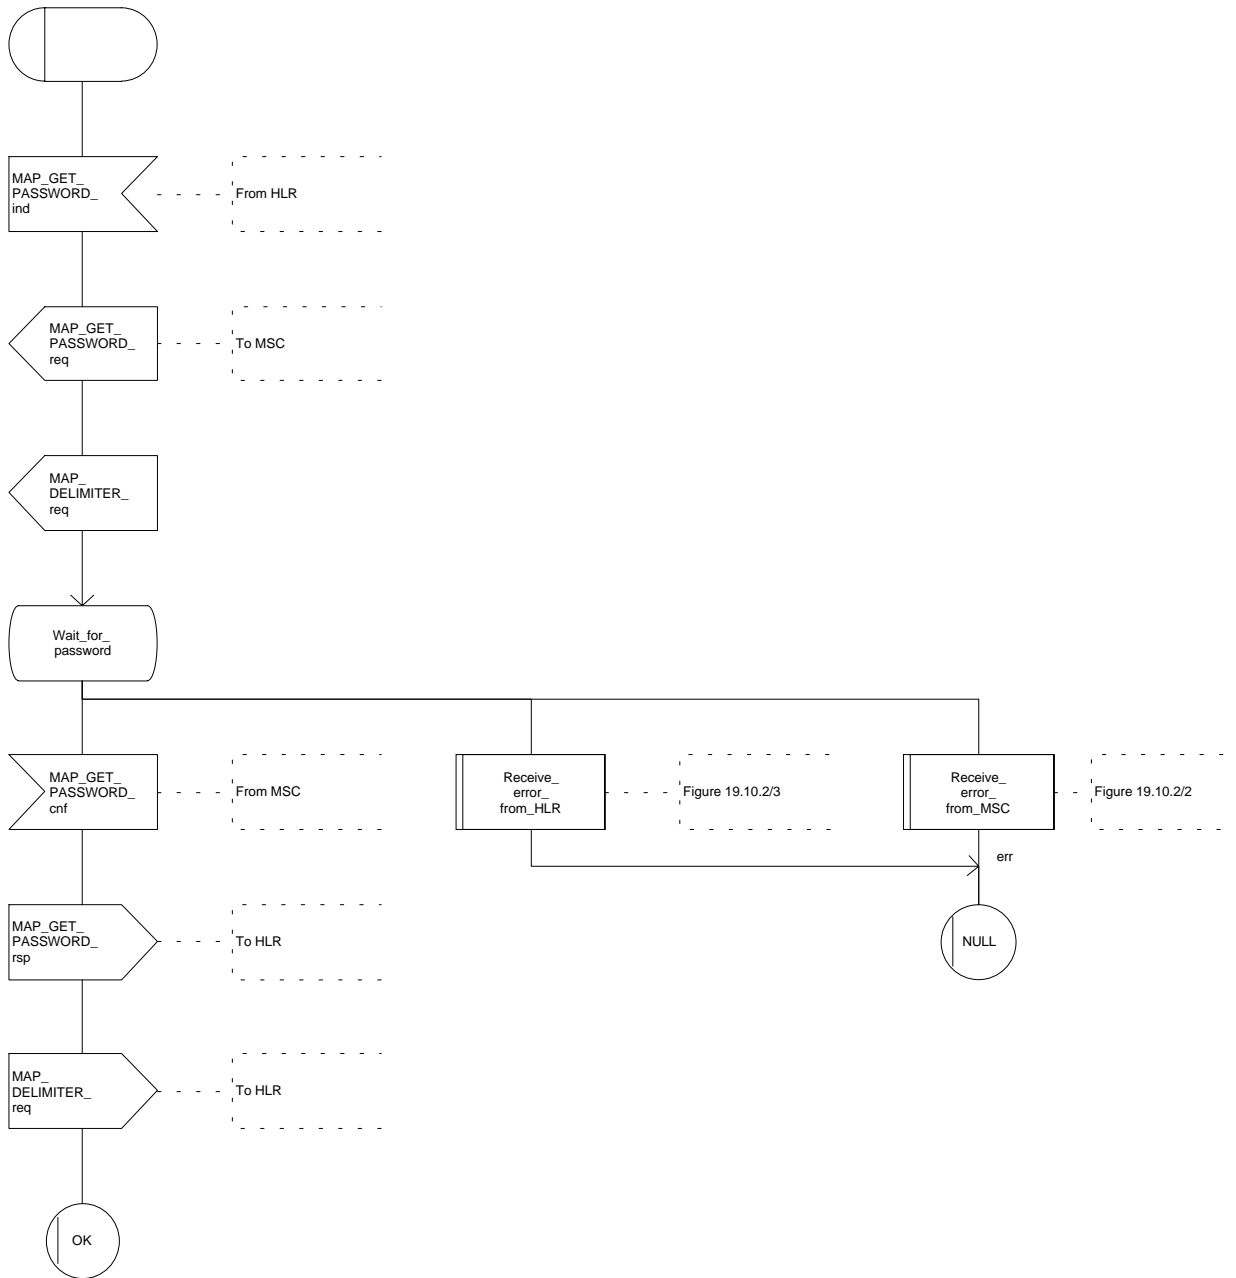 MAP_GET_
PASSWORD_
ind
From HLR
MAP_GET_
PASSWORD_
req
To MSC
MAP_
DELIMITER_
req
Wait_for_
password
MAP_GET_
PASSWORD_
cnf
From MSC
Receive_
error_
from_HLR
Figure 19.10.2/3
Receive_
error_
from_MSC
Figure 19.10.2/2
err
MAP_GET_
PASSWORD_
rsp
To HLR
NULL
MAP_
DELIMITER_
req
To HLR
OK